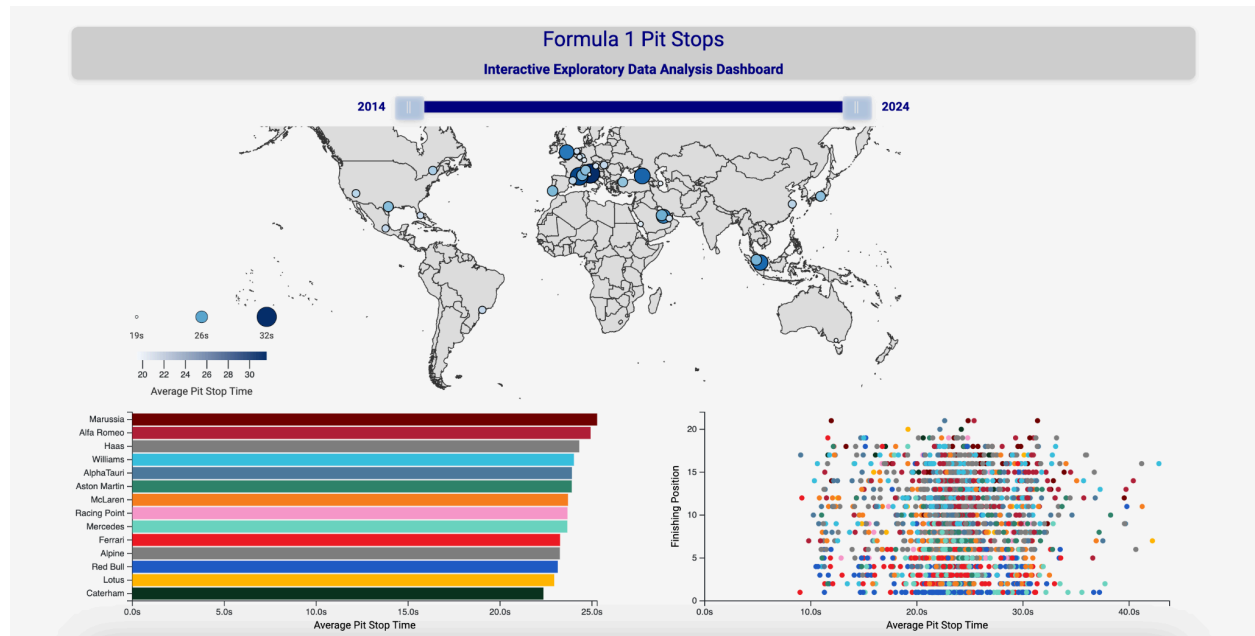 Formula 1 Pit Stops
Interactive Exploratory Data Analysis Dashboard
2014
2024
19s 26s 32s
20 22 24 26 28 30
Average Pit Stop Time
Marussia
Alfa Romeo
Haas
Williams
AlphaTauri
Aston Martin
McLaren
Racing Point
Mercedes
Ferrari
Alpine
Red Bull
Lotus
Caterham
0.0s 5.0s 10.0s 15.0s 20.0s 25.0s
Average Pit Stop Time
Finishing Position
20
15
10
5
0
0.0s 10.0s 20.0s 30.0s 40.0s
Average Pit Stop Time